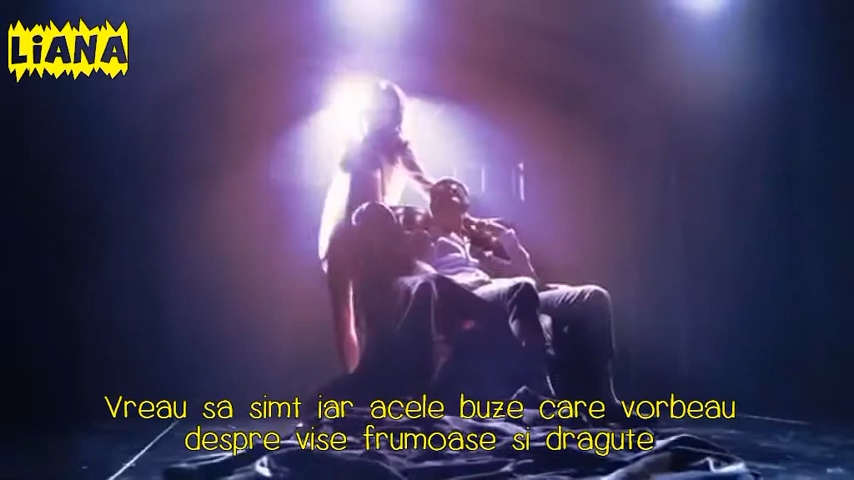 LiANA
Vreau sa simt iar acele buze care vorbeau
despre vise frumoase si dragute